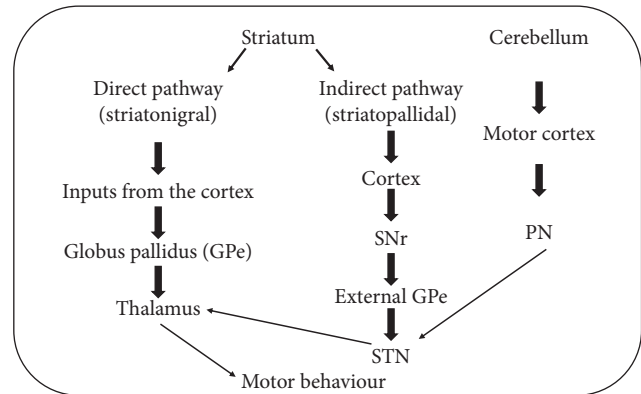 Striatum
Cerebellum
Direct pathway
(striatonigral)
Indirect pathway
(striatopallidal)
Motor cortex
Inputs from the cortex
Cortex
Globus pallidus (GPe)
SNr
PN
Thalamus
External GPe
STN
Motor behaviour